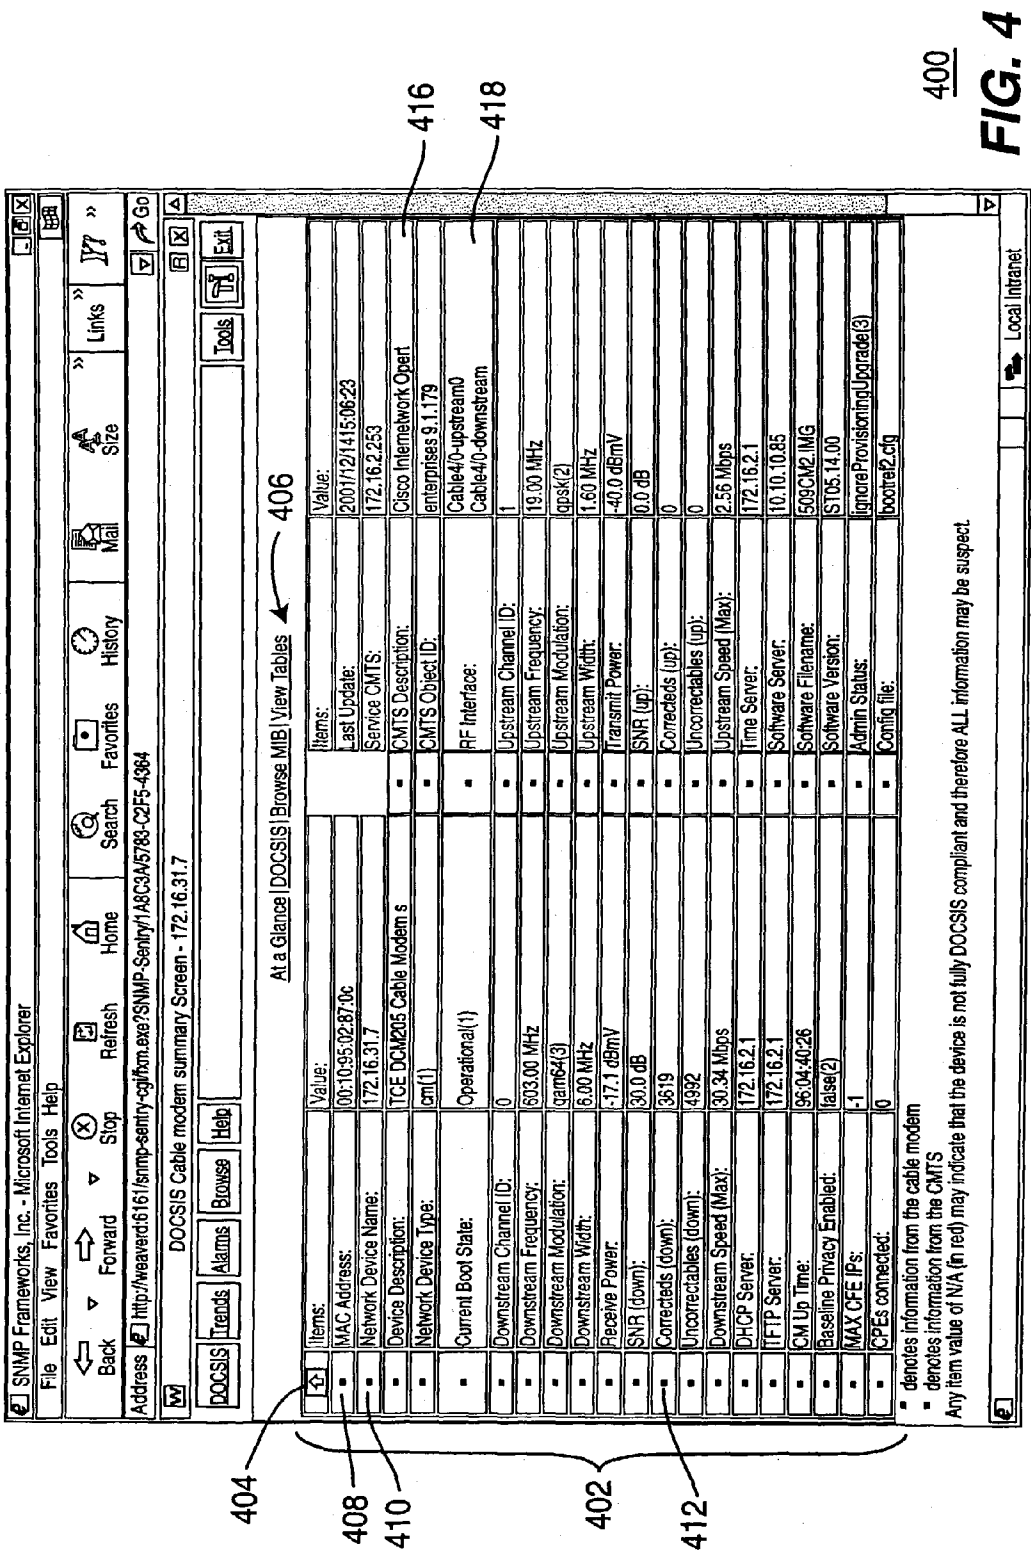 SNMP Frameworks, Inc. - Microsoft Internet Explorer
File Edit View Favorites Tools Help
Back Forward Stop Refresh Home Search Favorites History Mail Size Links
Address http://weaverd:6161/snmp-sentry-cgi/fxm.exe?SNMP-Sentry/1A8C3A/5783-C2F5-4364 Go
DOCSIS Cable modem summary Screen - 172.16.31.7
DOCSIS Trends Alarms Browse Help Tools Exit
At a Glance | DOCSIS | Browse MIB | View Tables
406
404
Items: Value: Items: Value:
408
MAC Address: 00:10:95:02:87:0c Last Update: 2001/12/1415:06:23
410
Network Device Name: 172.16.31.7 Service CMTS: 172.16.2.253
Device Description: TCE DCM205 Cable Modem s CMTS Description: Cisco Internetwork Opert
416
Network Device Type: cm(1) CMTS Object ID: enterprises 9.1.179
Current Boot State: Operational(1) RF Interface: Cable4/0-upstream0
Cable4/0-downstream
418
Downstream Channel ID: 0 Upstream Channel ID: 1
Downstream Frequency: 603.00 MHz Upstream Frequency: 19.00 MHz
Downstream Modulation: qam64(3) Upstream Modulation: qpsk(2)
Downstream Width: 6.00 MHz Upstream Width: 1.60 MHz
402
Receive Power: -17.1 dBmV Transmit Power: -40.0 dBmV
SNR (down): 30.0 dB SNR (up): 0.0 dB
412
Correcteds (down): 3619 Correcteds (up): 0
Uncorrectables (down): 4992 Uncorrectables (up): 0
Downstream Speed (Max): 30.34 Mbps Upstream Speed (Max): 2.56 Mbps
DHCP Server: 172.16.2.1 Time Server: 172.16.2.1
TFTP Server: 172.16.2.1 Software Server: 10.10.10.85
CM Up Time: 96:04:40:26 Software Filename: 509CM2.IMG
Baseline Privacy Enabled: false(2) Software Version: ST05.14.00
MAX CFE IPs: -1 Admin Status: ignoreProvisioningUpgrade(3)
CPEs connected: 0 Config file: bootref2.cfg
▪ denotes information from the cable modem
▪ denotes information from the CMTS
Any item value of N/A (in red) may indicate that the device is not fully DOCSIS compliant and therefore ALL information may be suspect.
Local Intranet
400
FIG. 4